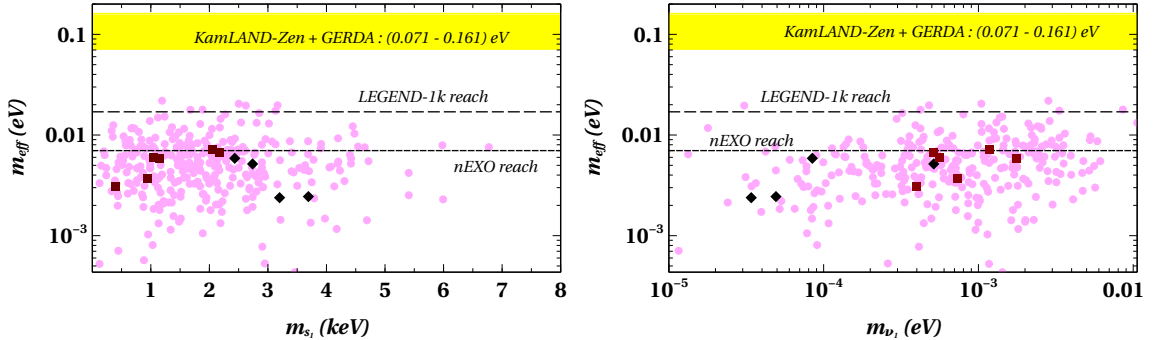 KamLAND-Zen + GERDA : (0.071 - 0.161) eV
LEGEND-1k reach
nEXO reach
0.1
0.01
10⁻³
m_eff (eV)
1 2 3 4 5 6 7 8
m_s₁ (keV)
KamLAND-Zen + GERDA : (0.071 - 0.161) eV
LEGEND-1k reach
nEXO reach
0.1
0.01
10⁻³
m_eff (eV)
10⁻⁵ 10⁻⁴ 10⁻³ 0.01
m_ν₁ (eV)